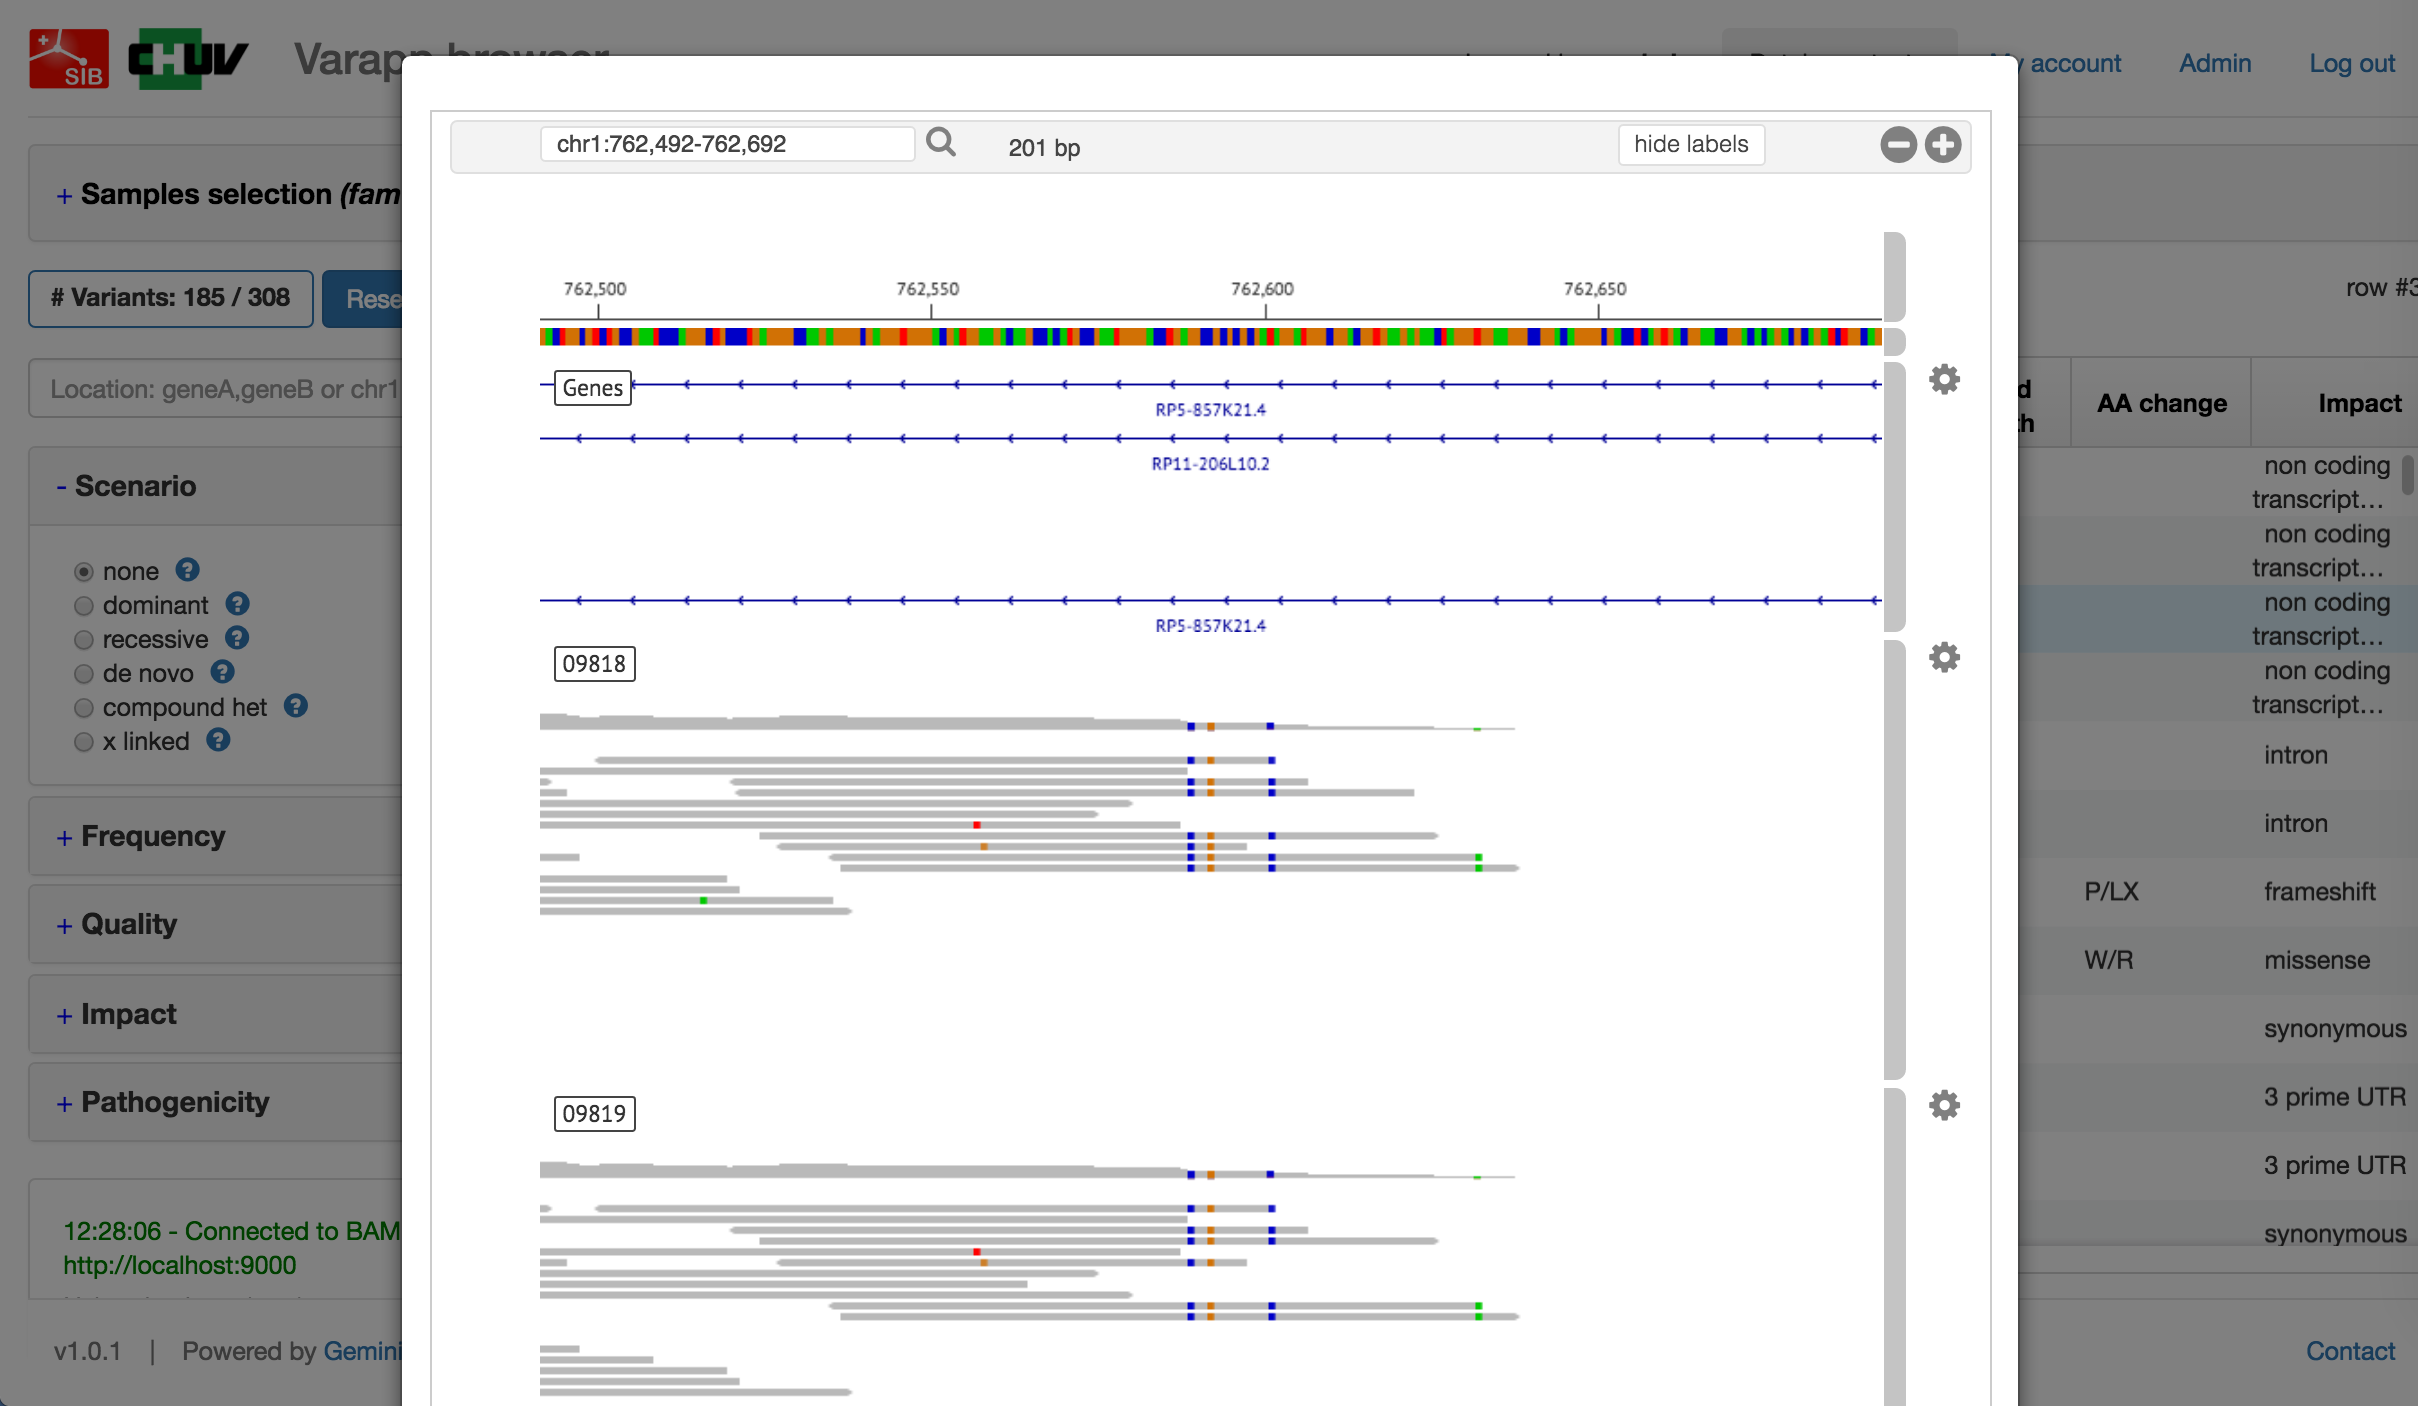 SIB
CHUV
Varapp browser
My account
Admin
Log out
chr1:762,492-762,692
201 bp
hide labels
+ Samples selection (fam
# Variants: 185 / 308
Rese
row #3
Location: geneA,geneB or chr1
762,500
762,550
762,600
762,650
Genes
RP5-857K21.4
RP11-206L10.2
RP5-857K21.4
09818
09819
- Scenario
none ?
dominant ?
recessive ?
de novo ?
compound het ?
x linked ?
+ Frequency
+ Quality
+ Impact
+ Pathogenicity
12:28:06 - Connected to BAM
http://localhost:9000
AA change
Impact
non coding
transcript...
non coding
transcript...
non coding
transcript...
non coding
transcript...
intron
intron
P/LX
frameshift
W/R
missense
synonymous
3 prime UTR
3 prime UTR
synonymous
v1.0.1 | Powered by Gemini
Contact